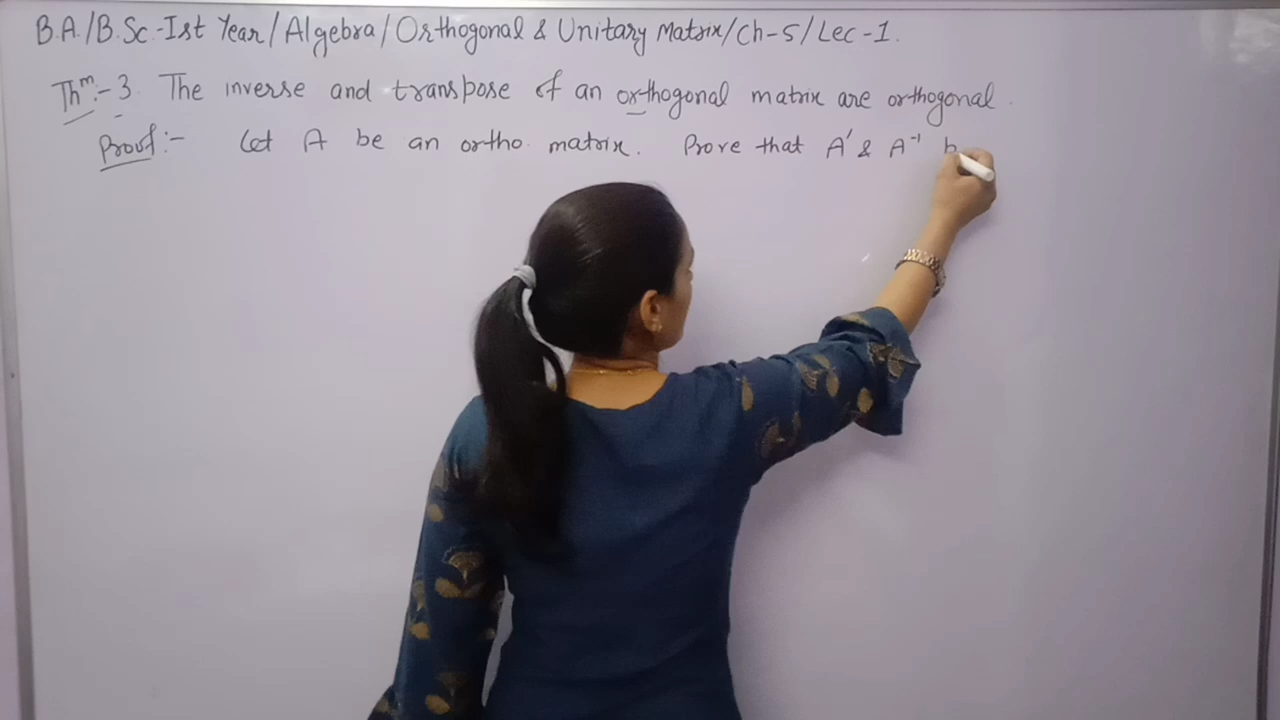 B.A./B.Sc.-Ist Year/Algebra/Orthogonal & Unitary Matrix/Ch-5/Lec-1.
Thm:-3. The inverse and transpose of an orthogonal matrix are orthogonal.
Proof:- Let A be an ortho. matrix. Prove that A' & A⁻¹ b